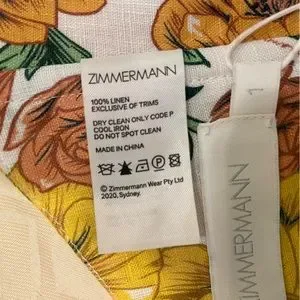 ZIMMERMANN
100% LINEN
EXCLUSIVE OF TRIMS
DRY CLEAN ONLY CODE P
COOL IRON
DO NOT SPOT CLEAN
MADE IN CHINA
© Zimmermann Wear Pty Ltd
2020, Sydney.
1
ZIMMERMANN